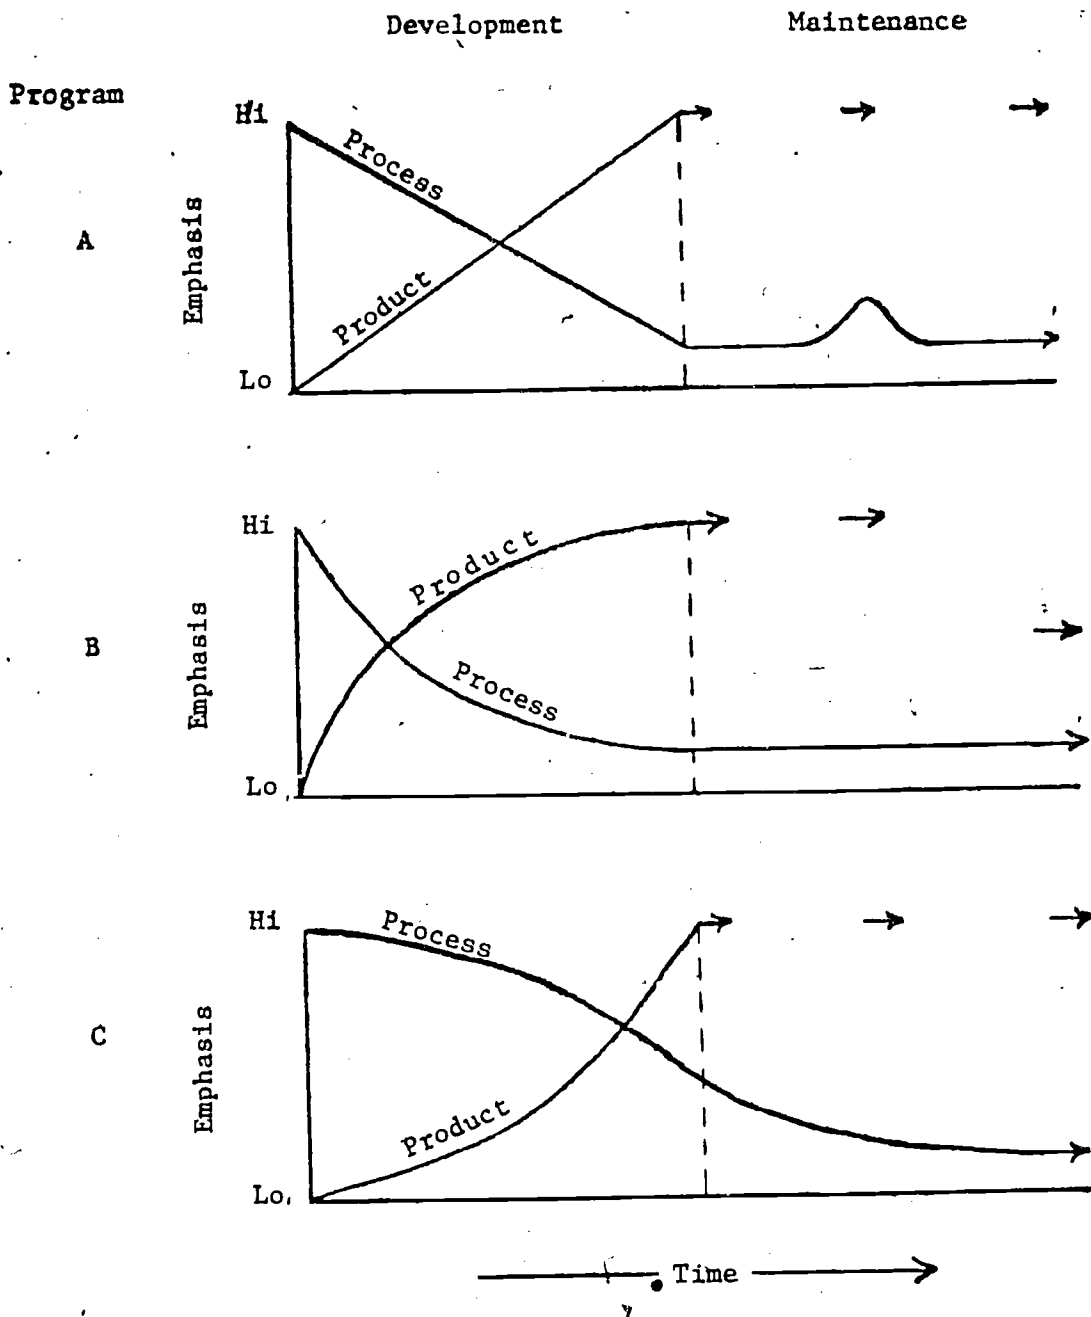 Development Maintenance
Program
Hi
Process
A
Emphasis
Product
Lo
Hi
Product
B
Emphasis
Process
Lo
Hi
Process
C
Emphasis
Product
Lo
Time